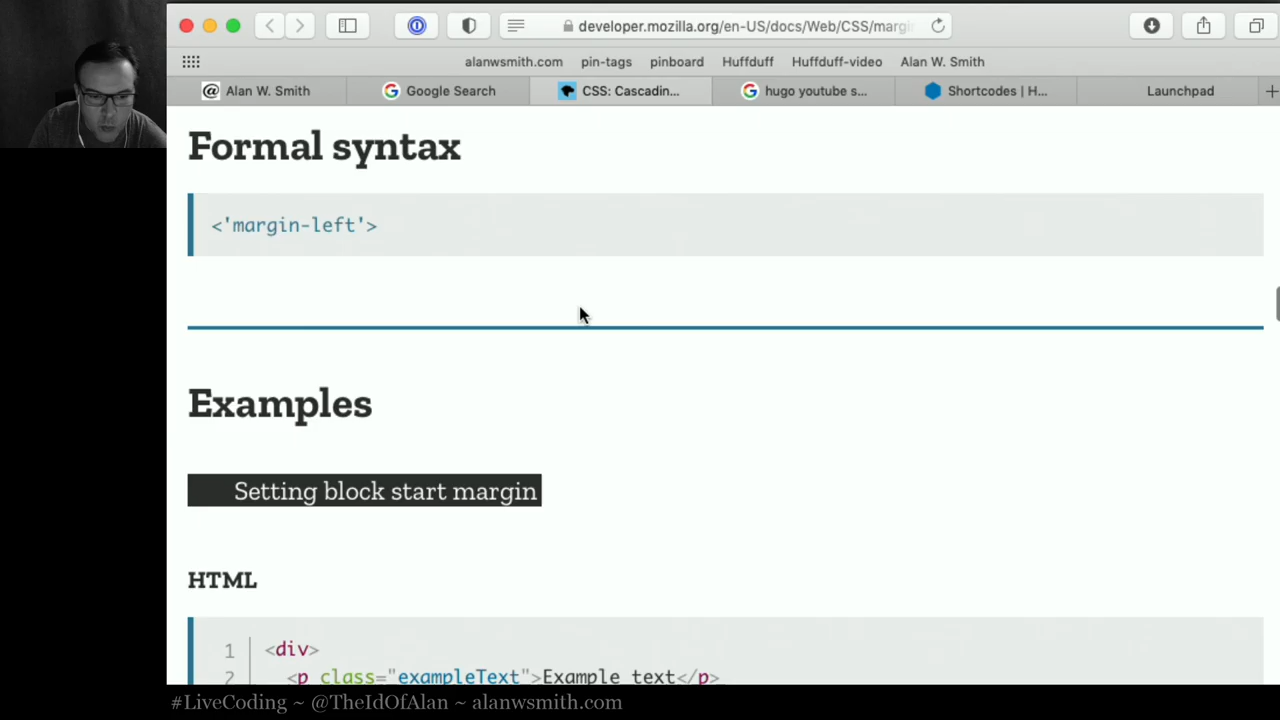 developer.mozilla.org/en-US/docs/Web/CSS/margi
alanwsmith.com pin-tags pinboard Huffduff Huffduff-video Alan W. Smith
@ Alan W. Smith Google Search CSS: Cascadin... hugo youtube s... Shortcodes | H... Launchpad
Formal syntax
<'margin-left'>
Examples
Setting block start margin
HTML
1 <div>
2 <p class="exampleText">Example text</p>
#LiveCoding ~ @TheIdOfAlan ~ alanwsmith.com